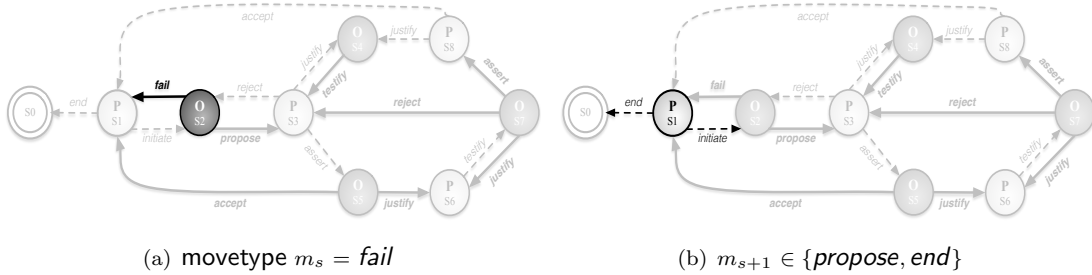 accept
O
S4
justify
P
S8
justify
testify
assert
fail
reject
S0
end
P
S1
O
S2
P
S3
reject
O
S7
initiate
propose
assert
testify
justify
accept
O
S5
justify
P
S6
(a) movetype mₛ = fail
accept
O
S4
justify
P
S8
justify
testify
assert
fail
reject
S0
end
P
S1
O
S2
P
S3
reject
O
S7
initiate
propose
assert
testify
justify
accept
O
S5
justify
P
S6
(b) mₛ₊₁ ∈ {propose, end}